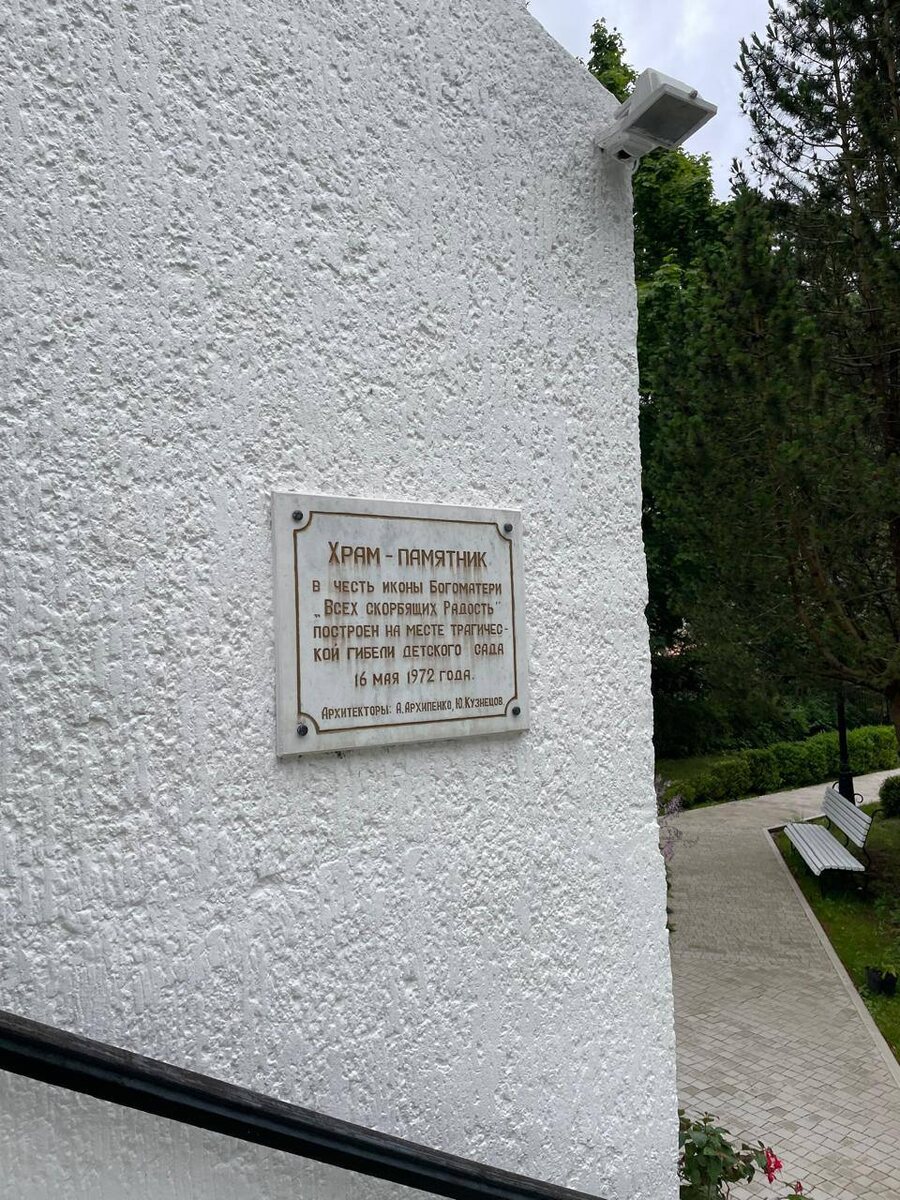 Храм - памятник
в честь иконы Богоматери
„Всех скорбящих Радость"
построен на месте трагичес-
кой гибели детского сада
16 мая 1972 года.
Архитекторы: А.Архипенко, Ю.Кузнецов.